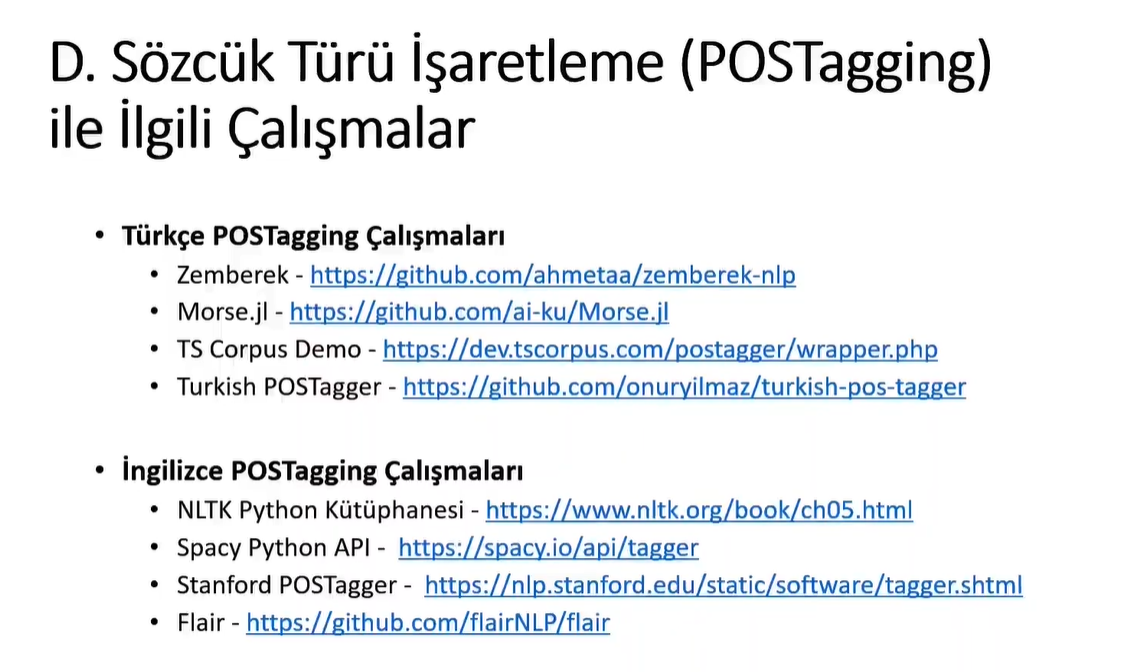 D. Sözcük Türü İşaretleme (POSTagging)
ile İlgili Çalışmalar
• Türkçe POSTagging Çalışmaları
• Zemberek - https://github.com/ahmetaa/zemberek-nlp
• Morse.jl - https://github.com/ai-ku/Morse.jl
• TS Corpus Demo - https://dev.tscorpus.com/postagger/wrapper.php
• Turkish POSTagger - https://github.com/onuryilmaz/turkish-pos-tagger
• İngilizce POSTagging Çalışmaları
• NLTK Python Kütüphanesi - https://www.nltk.org/book/ch05.html
• Spacy Python API - https://spacy.io/api/tagger
• Stanford POSTagger - https://nlp.stanford.edu/static/software/tagger.shtml
• Flair - https://github.com/flairNLP/flair